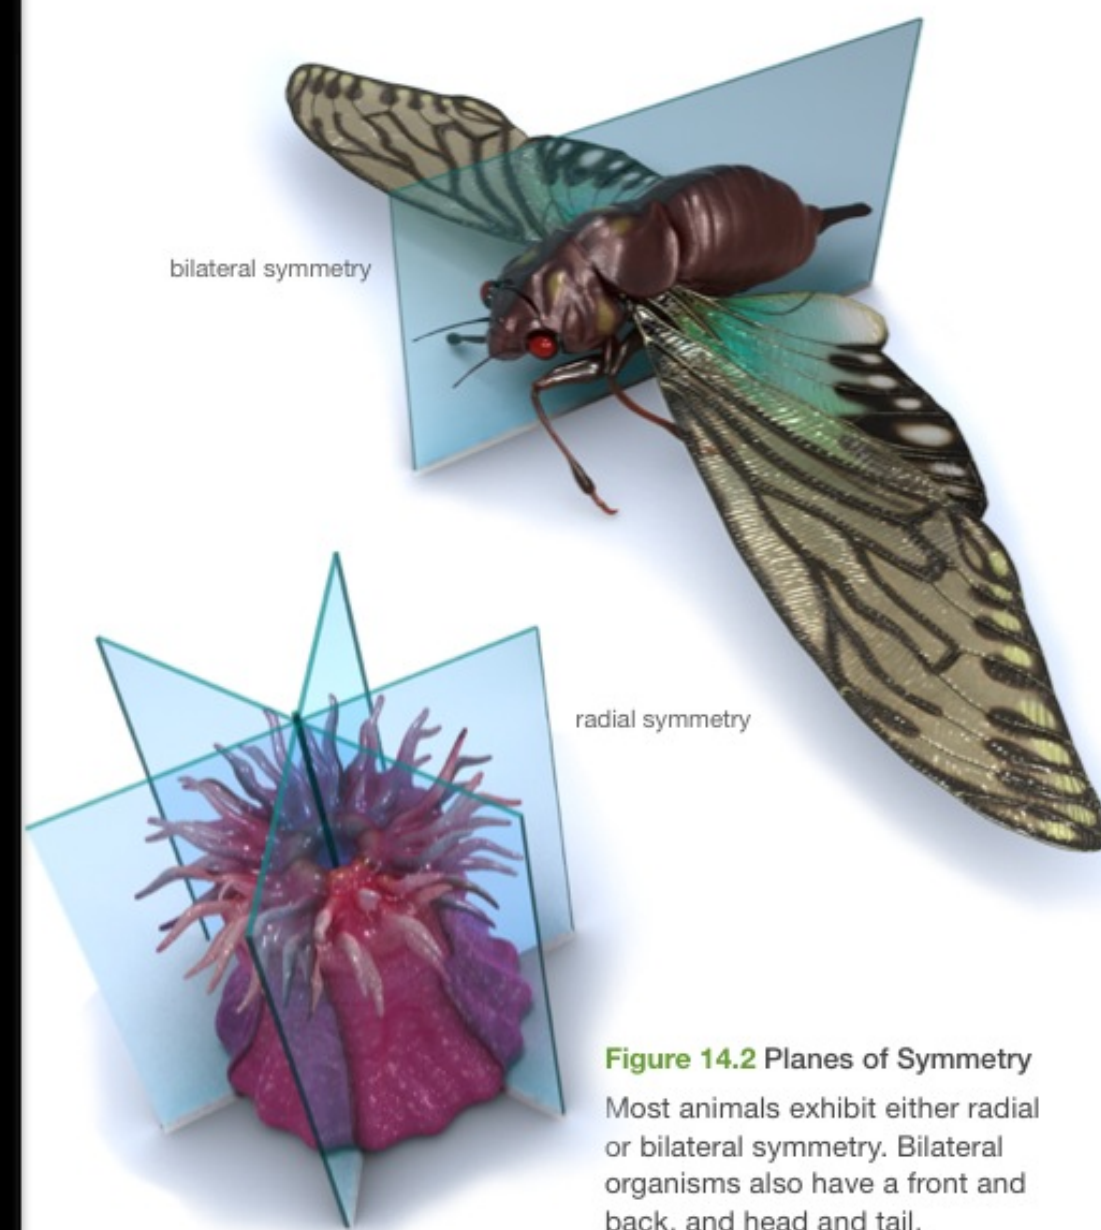 bilateral symmetry
radial symmetry
Figure 14.2 Planes of Symmetry
Most animals exhibit either radial
or bilateral symmetry. Bilateral
organisms also have a front and
back, and head and tail.